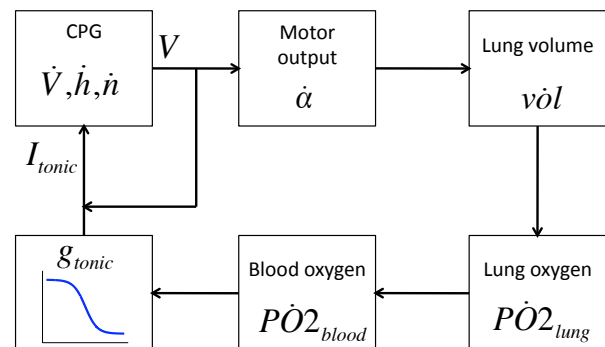 CPG
V̇,ḣ,ṅ
V
Motor
output
α̇
Lung volume
vȯl
I_tonic
g_tonic
Blood oxygen
PȮ2_blood
Lung oxygen
PȮ2_lung